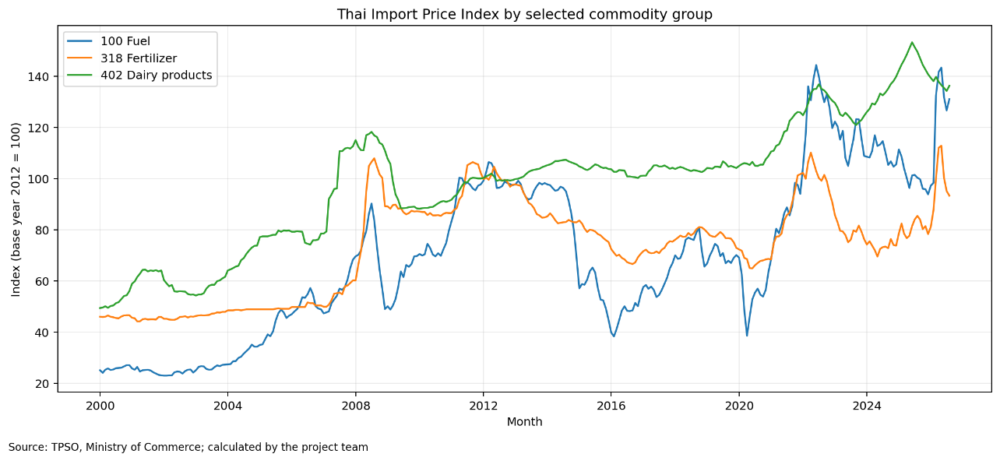 Thai Import Price Index by selected commodity group
100 Fuel
318 Fertilizer
402 Dairy products
Index (base year 2012 = 100)
140
120
100
80
60
40
20
2000 2004 2008 2012 2016 2020 2024
Month
Source: TPSO, Ministry of Commerce; calculated by the project team